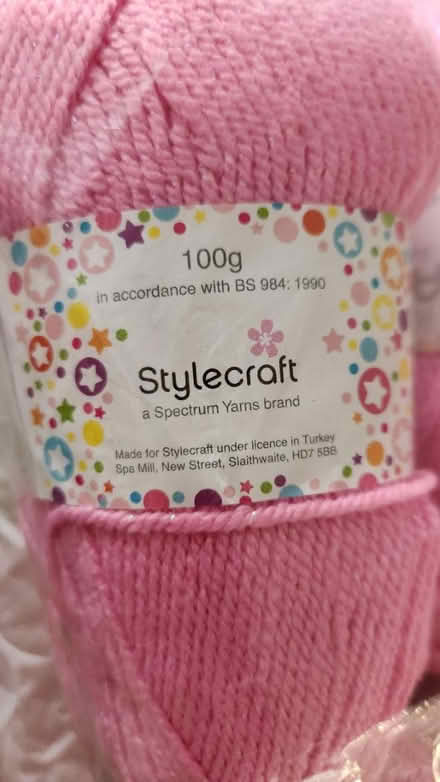 100g
in accordance with BS 984: 1990
Stylecraft
a Spectrum Yarns brand
Made for Stylecraft under licence in Turkey
Spa Mill, New Street, Slaithwaite, HD7 5BB